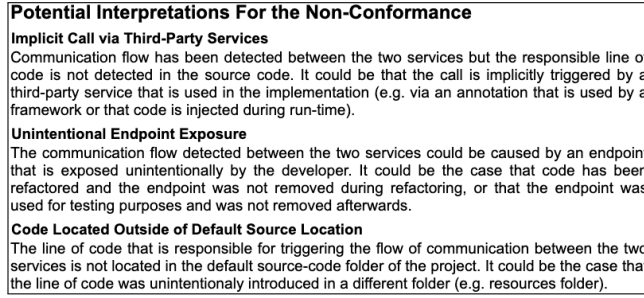 Potential Interpretations For the Non-Conformance
Implicit Call via Third-Party Services
Communication flow has been detected between the two services but the responsible line of
code is not detected in the source code. It could be that the call is implicitly triggered by a
third-party service that is used in the implementation (e.g. via an annotation that is used by a
framework or that code is injected during run-time).
Unintentional Endpoint Exposure
The communication flow detected between the two services could be caused by an endpoint
that is exposed unintentionally by the developer. It could be the case that code has been
refactored and the endpoint was not removed during refactoring, or that the endpoint was
used for testing purposes and was not removed afterwards.
Code Located Outside of Default Source Location
The line of code that is responsible for triggering the flow of communication between the two
services is not located in the default source-code folder of the project. It could be the case that
the line of code was unintentionaly introduced in a different folder (e.g. resources folder).